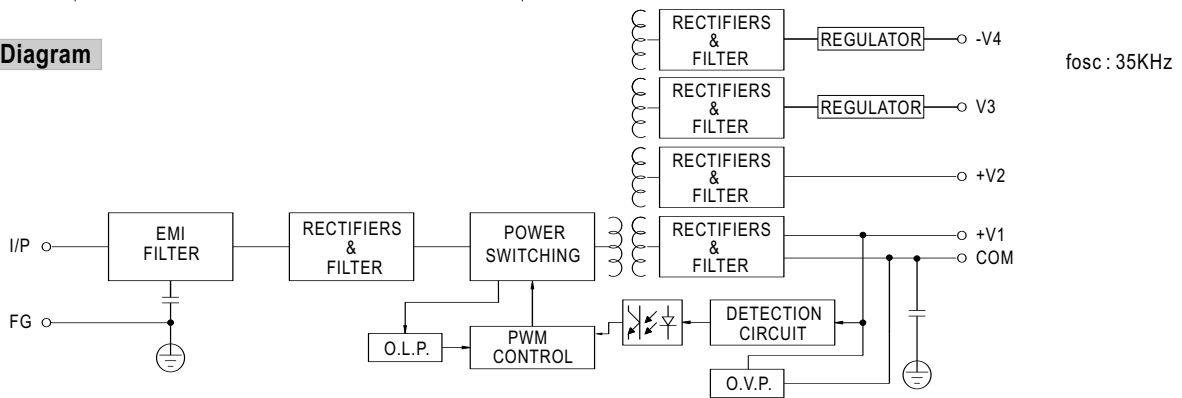 Diagram
fosc : 35KHz
RECTIFIERS
&
FILTER
REGULATOR
-V4
RECTIFIERS
&
FILTER
REGULATOR
V3
RECTIFIERS
&
FILTER
+V2
I/P
EMI
FILTER
RECTIFIERS
&
FILTER
POWER
SWITCHING
RECTIFIERS
&
FILTER
+V1
COM
FG
O.L.P.
PWM
CONTROL
DETECTION
CIRCUIT
O.V.P.